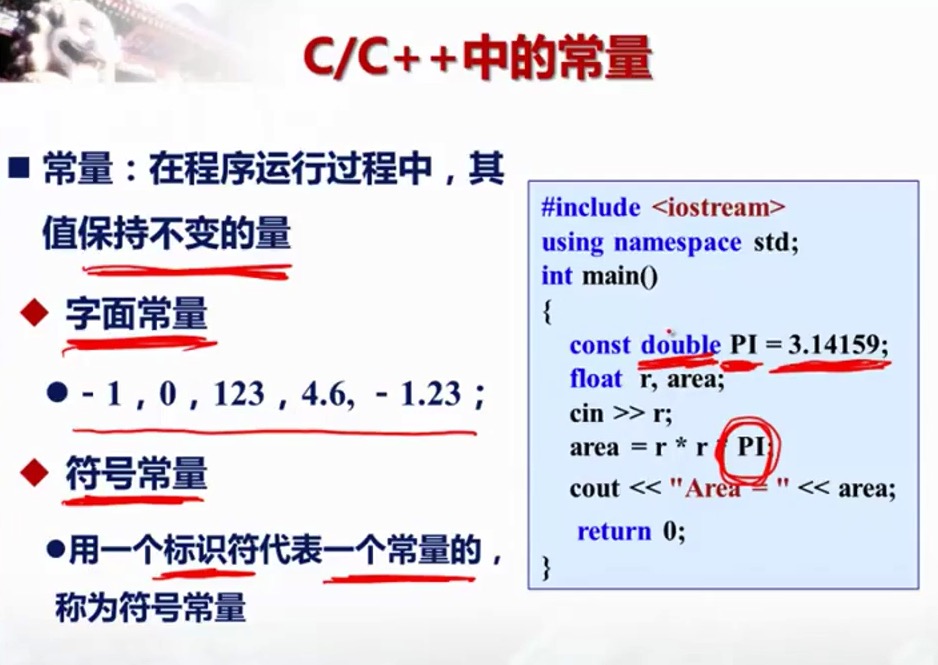 C/C++中的常量
■ 常量：在程序运行过程中，其
值保持不变的量
◆ 字面常量
●－1，0，123，4.6, －1.23；
◆ 符号常量
●用一个标识符代表一个常量的，
称为符号常量
#include <iostream>
using namespace std;
int main()
{
const double PI = 3.14159;
float r, area;
cin >> r;
area = r * r * PI;
cout << "Area = " << area;
return 0;
}